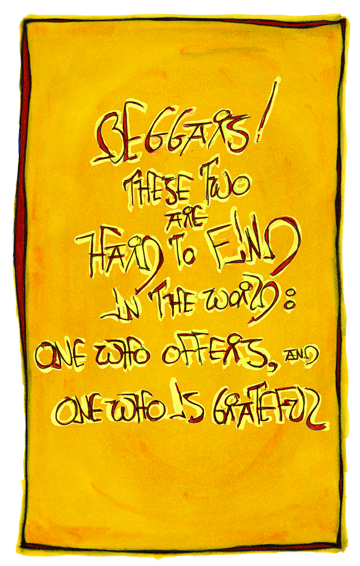 BEGGARS!
THESE TWO
ARE
HARD TO FIND
IN THE WORLD:
ONE WHO OFFERS, AND
ONE WHO IS GRATEFUL